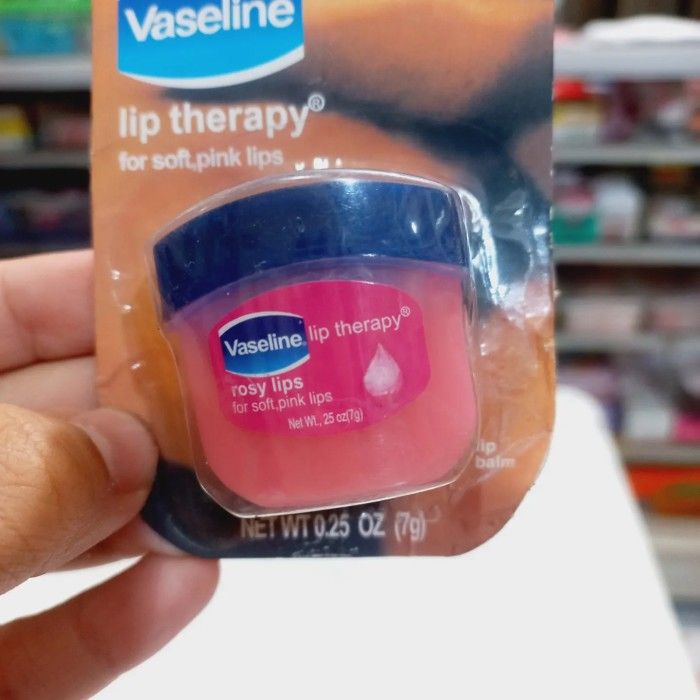 Vaseline
lip therapy®
for soft,pink lips
Vaseline® lip therapy®
rosy lips
for soft,pink lips
Net Wt., 25 oz(7g)
lip
balm
NET WT 0.25 OZ (7g)